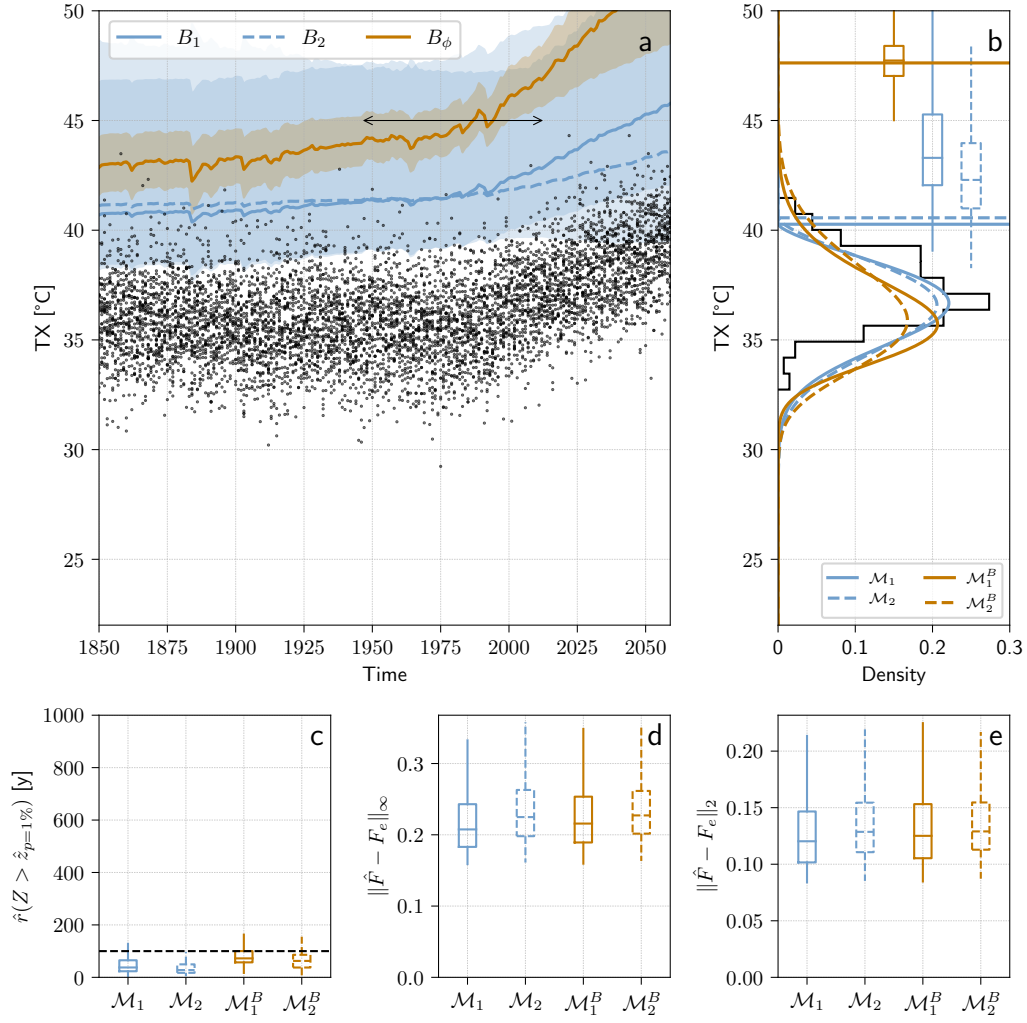 B₁ B₂ B_ϕ
a
50
45
40
35
30
25
TX [°C]
1850 1875 1900 1925 1950 1975 2000 2025 2050
Time
b
50
45
40
35
30
25
TX [°C]
ℳ₁ ℳ₁ᴮ
ℳ₂ ℳ₂ᴮ
0 0.1 0.2 0.3
Density
c
1000
800
600
400
200
0
r̂(Z > ẑ_{p=1%}) [y]
ℳ₁ ℳ₂ ℳ₁ᴮ ℳ₂ᴮ
d
0.3
0.2
0.1
0.0
||F̂ − F_e||_∞
ℳ₁ ℳ₂ ℳ₁ᴮ ℳ₂ᴮ
e
0.20
0.15
0.10
0.05
0.00
||F̂ − F_e||₂
ℳ₁ ℳ₂ ℳ₁ᴮ ℳ₂ᴮ